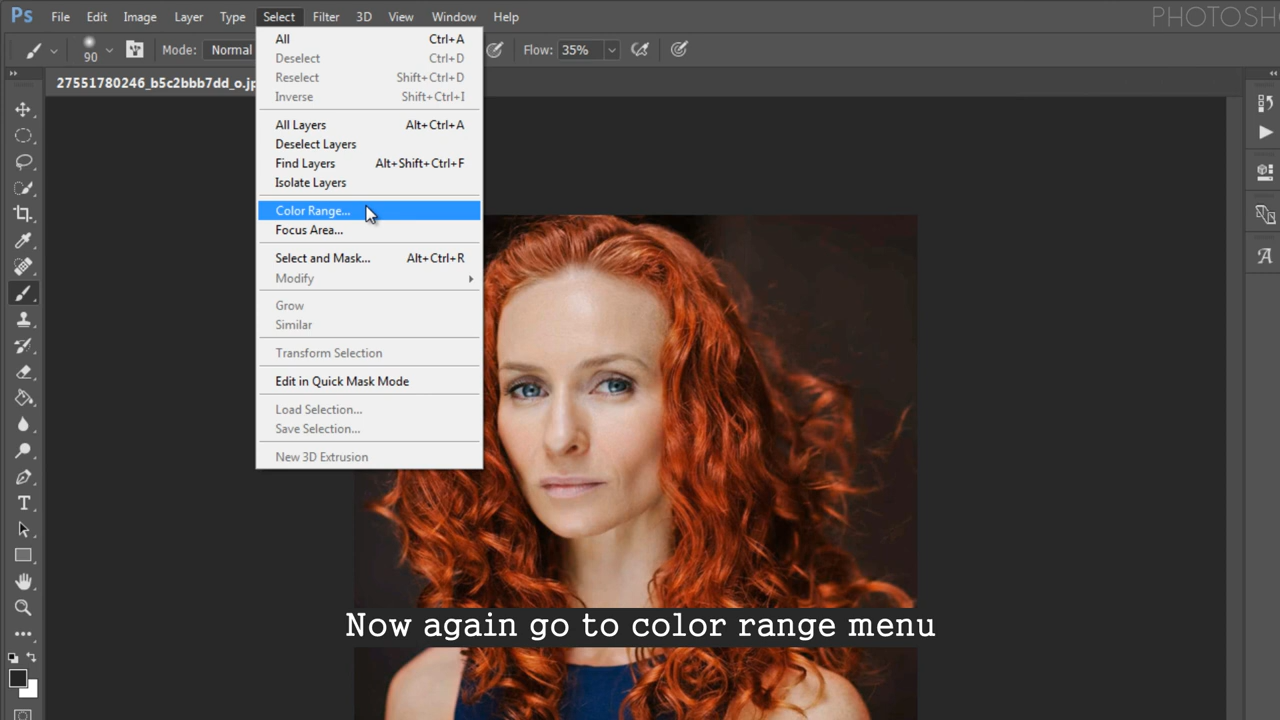 Ps File Edit Image Layer Type Select Filter 3D View Window Help
PHOTOSH
90 Mode: Normal Flow: 35%
27551780246_b5c2bbb7dd_o.jp
All Ctrl+A
Deselect Ctrl+D
Reselect Shift+Ctrl+D
Inverse Shift+Ctrl+I
All Layers Alt+Ctrl+A
Deselect Layers
Find Layers Alt+Shift+Ctrl+F
Isolate Layers
Color Range...
Focus Area...
Select and Mask... Alt+Ctrl+R
Modify
Grow
Similar
Transform Selection
Edit in Quick Mask Mode
Load Selection...
Save Selection...
New 3D Extrusion
Now again go to color range menu